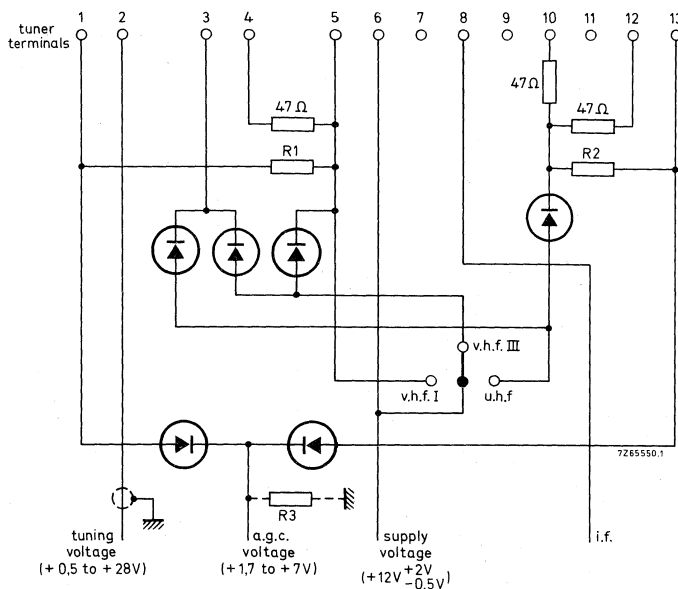 tuner
terminals
1 2 3 4 5 6 7 8 9 10 11 12 13
47Ω
47Ω
47Ω
R1
R2
v.h.f. III
v.h.f. I
u.h.f
7Z65550.1
R3
tuning
voltage
(+0,5 to +28V)
a.g.c.
voltage
(+1,7 to +7V)
supply
voltage
(+12V +2V
−0.5V)
i.f.